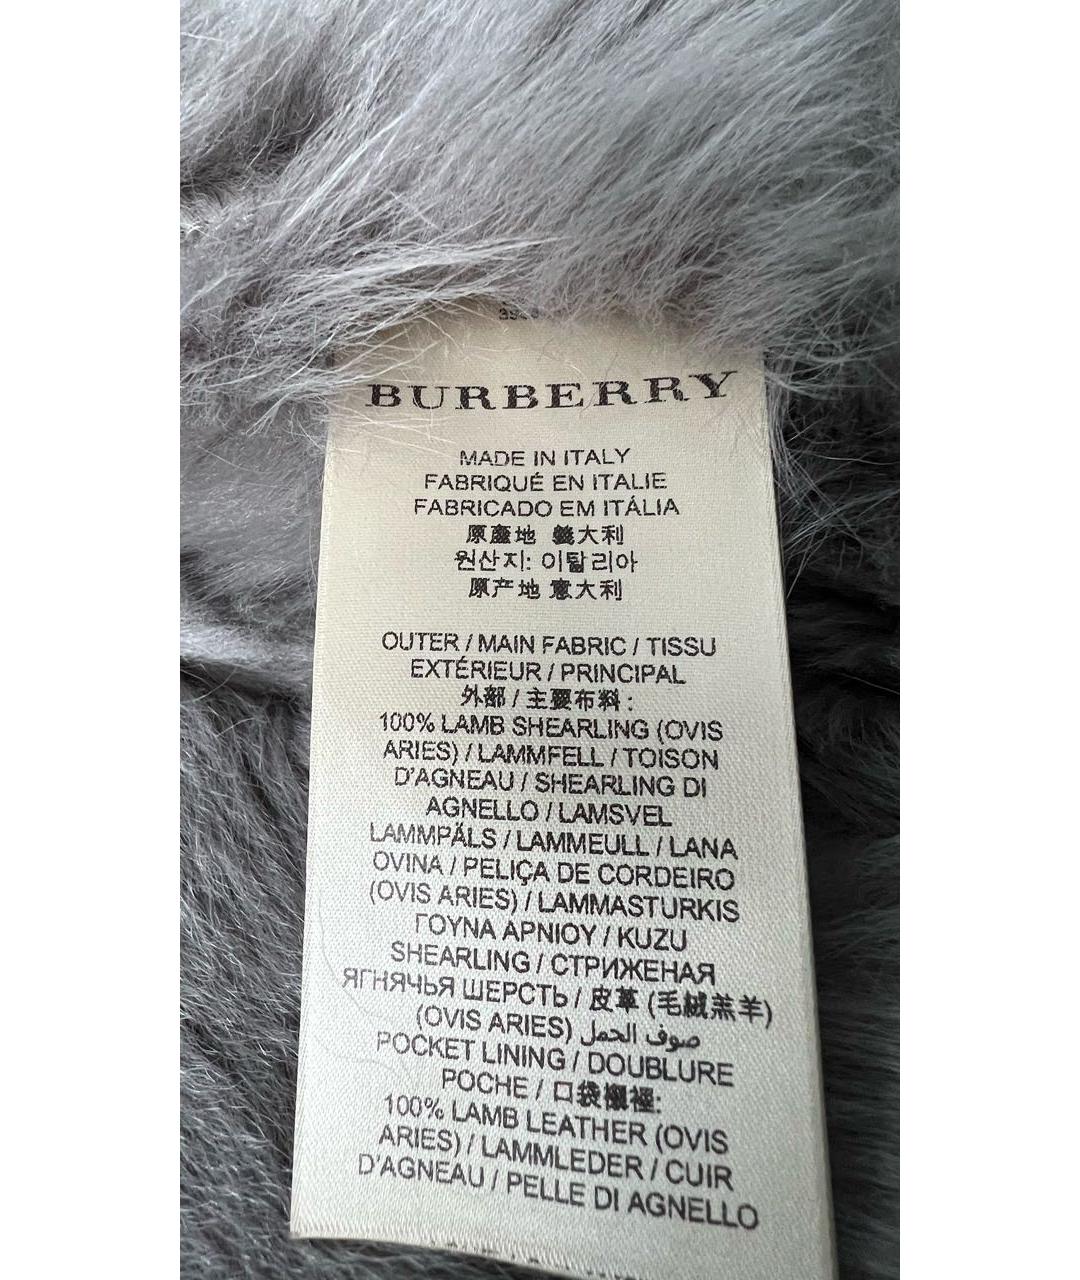 BURBERRY
MADE IN ITALY
FABRIQUÉ EN ITALIE
FABRICADO EM ITÁLIA
原產地 義大利
원산지: 이탈리아
原产地 意大利
OUTER / MAIN FABRIC / TISSU
EXTÉRIEUR / PRINCIPAL
外部 / 主要布料 :
100% LAMB SHEARLING (OVIS
ARIES) / LAMMFELL / TOISON
D'AGNEAU / SHEARLING DI
AGNELLO / LAMSVEL
LAMMPÄLS / LAMMEULL / LANA
OVINA / PELIÇA DE CORDEIRO
(OVIS ARIES) / LAMMASTURKIS
ΓΟΥΝΑ ΑΡΝΙΟΥ / KUZU
SHEARLING / СТРИЖЕНАЯ
ЯГНЯЧЬЯ ШЕРСТЬ / 皮革 (毛絨羔羊)
(OVIS ARIES) صوف الحمل
POCKET LINING / DOUBLURE
POCHE / 口袋襯裡:
100% LAMB LEATHER (OVIS
ARIES) / LAMMLEDER / CUIR
D'AGNEAU / PELLE DI AGNELLO